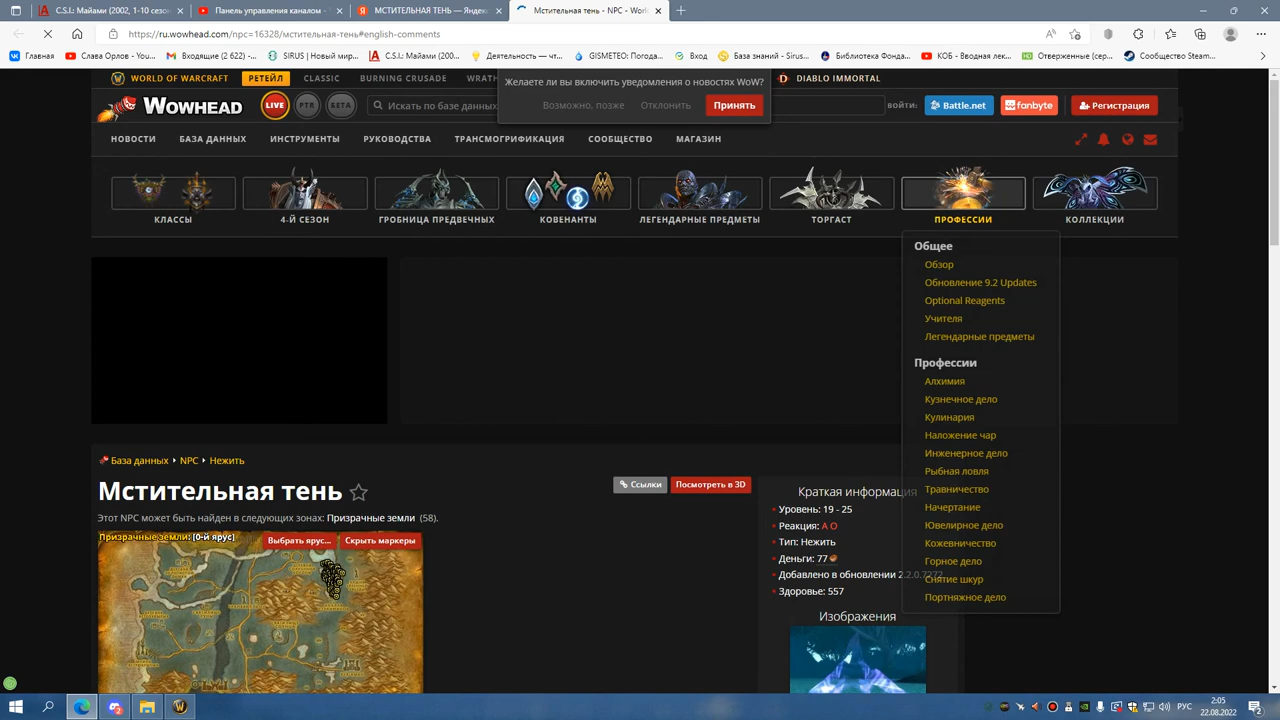 C.S.I.: Майами (2002, 1-10 сезон
Панель управления каналом -
МСТИТЕЛЬНАЯ ТЕНЬ — Яндекс
Мстительная тень - NPC - Worl
https://ru.wowhead.com/npc=16328/мстительная-тень#english-comments
Главная
Слава Орлов - You...
Входящие (2 622) -...
SIRUS | Новый мир...
C.S.I.: Майами (200...
Деятельность — чт...
GISMETEO: Погода...
Вход
База знаний – Sirus...
Библиотека Фонда...
КОБ - Вводная лек...
Сообщество Steam...
WORLD OF WARCRAFT
РЕТЕЙЛ
CLASSIC
BURNING CRUSADE
WRATH
DIABLO IMMORTAL
Желаете ли вы включить уведомления о новостях WoW?
Возможно, позже
Отклонить
Принять
WOWHEAD
LIVE
PTR
BETA
Искать по базе данных
ВОЙТИ:
Battle.net
fanbyte
Регистрация
НОВОСТИ
БАЗА ДАННЫХ
ИНСТРУМЕНТЫ
РУКОВОДСТВА
ТРАНСМОГРИФИКАЦИЯ
СООБЩЕСТВО
МАГАЗИН
КЛАССЫ
4-Й СЕЗОН
ГРОБНИЦА ПРЕДВЕЧНЫХ
КОВЕНАНТЫ
ЛЕГЕНДАРНЫЕ ПРЕДМЕТЫ
ТОРГАСТ
ПРОФЕССИИ
КОЛЛЕКЦИИ
Общее
Обзор
Обновление 9.2 Updates
Optional Reagents
Учителя
Легендарные предметы
Профессии
Алхимия
Кузнечное дело
Кулинария
Наложение чар
Инженерное дело
Рыбная ловля
Травничество
Начертание
Ювелирное дело
Кожевничество
Горное дело
Снятие шкур
Портняжное дело
База данных
NPC
Нежить
Мстительная тень
Ссылки
Посмотреть в 3D
Этот NPC может быть найден в следующих зонах: Призрачные земли (58).
Призрачные земли: [0-й ярус]
Выбрать ярус...
Скрыть маркеры
Краткая информация
Уровень: 19 - 25
Реакция: А О
Тип: Нежить
Деньги: 77
Добавлено в обновлении 2.2.0.7272
Здоровье: 557
Изображения
РУС
2:05
22.08.2022